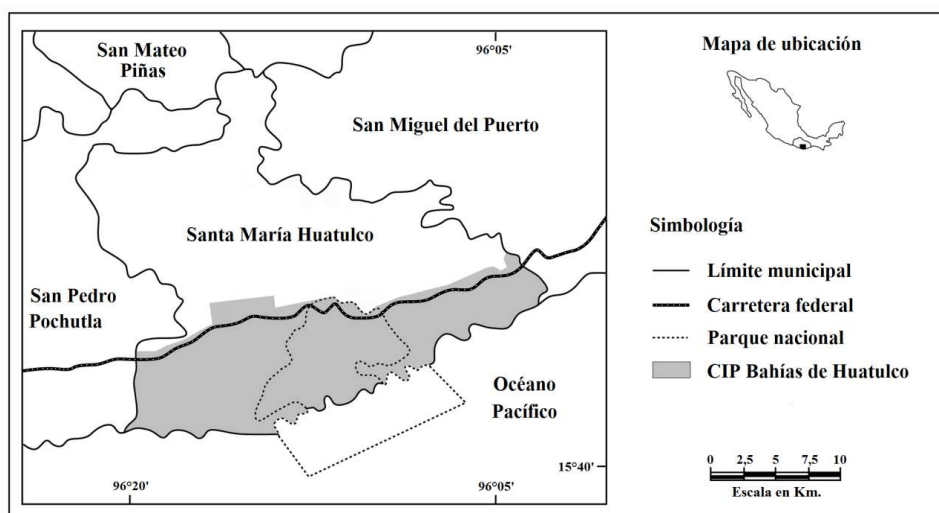 96°05'
San Mateo
Piñas
San Miguel del Puerto
Santa María Huatulco
San Pedro
Pochutla
Océano
Pacífico
15°40'
96°20'
96°05'
Mapa de ubicación
Simbología
Límite municipal
Carretera federal
Parque nacional
CIP Bahías de Huatulco
0 2,5 5 7,5 10
Escala en Km.